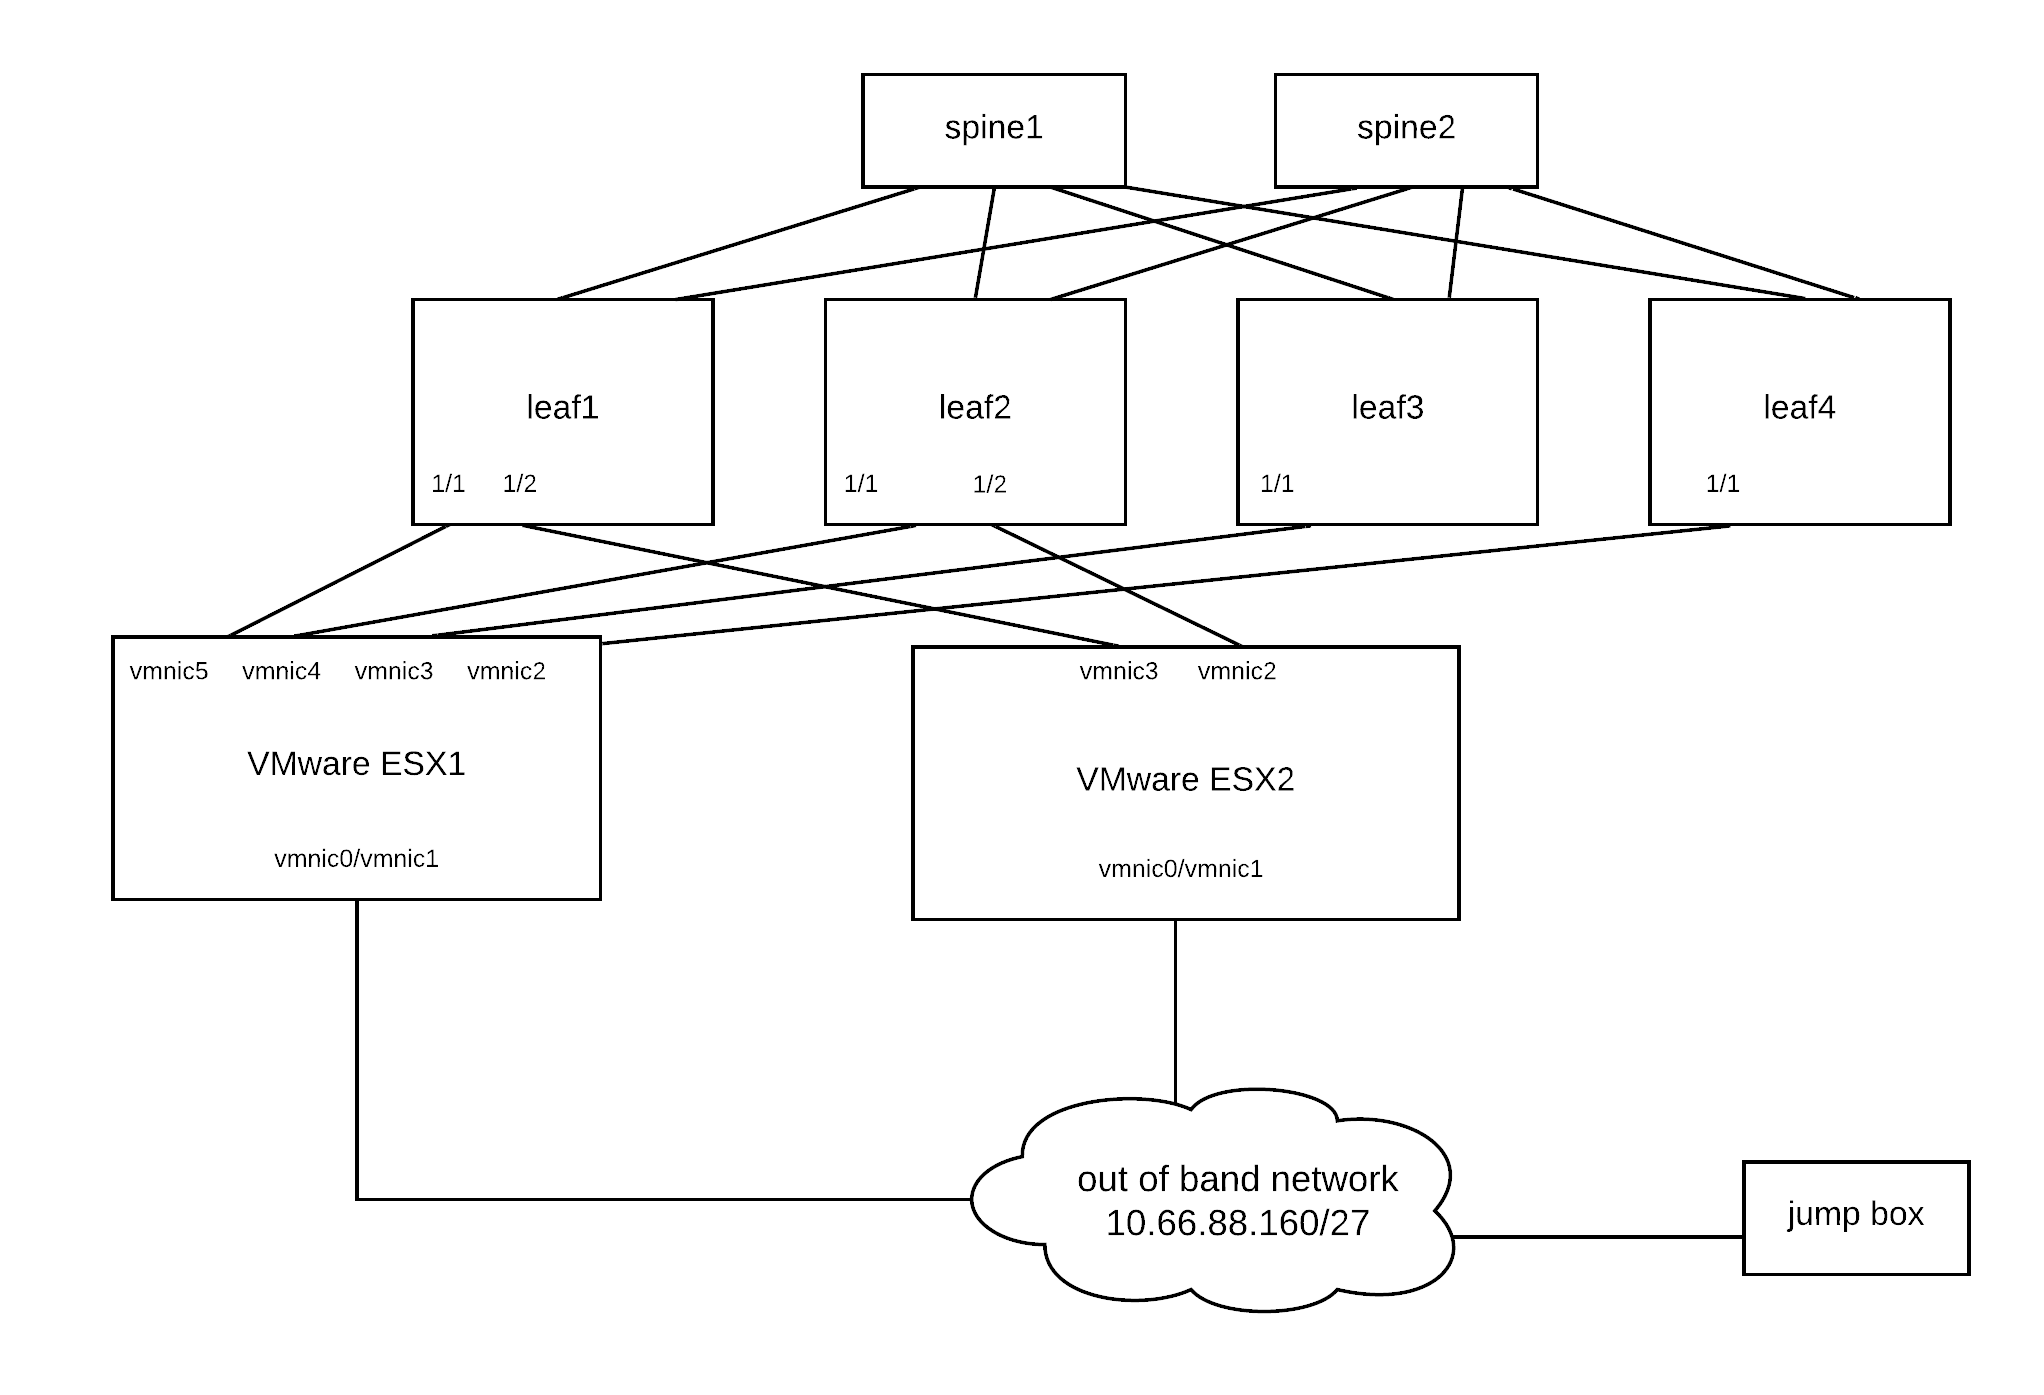 spine1
spine2
leaf1
leaf2
leaf3
leaf4
1/1
1/2
1/1
1/2
1/1
1/1
vmnic5
vmnic4
vmnic3
vmnic2
vmnic3
vmnic2
VMware ESX1
VMware ESX2
vmnic0/vmnic1
vmnic0/vmnic1
out of band network
10.66.88.160/27
jump box